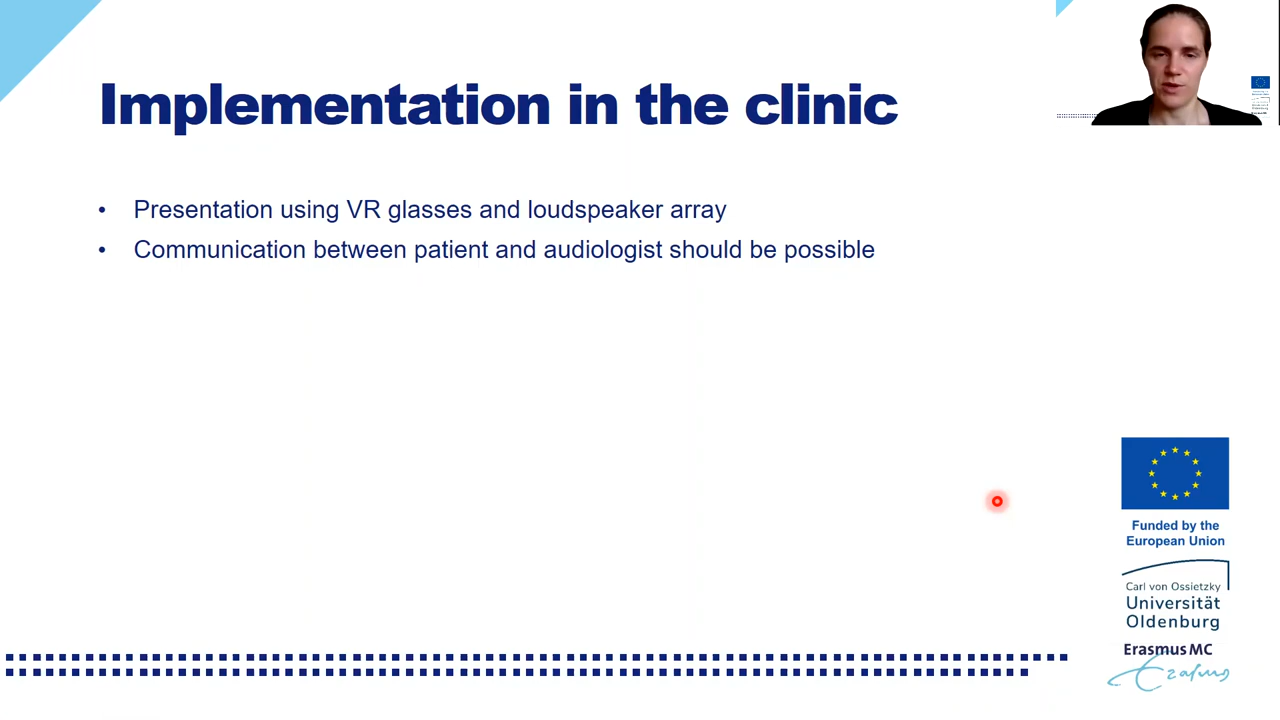 Implementation in the clinic
• Presentation using VR glasses and loudspeaker array
• Communication between patient and audiologist should be possible
Funded by the
European Union
Carl von Ossietzky
Universität
Oldenburg
Erasmus MC
Erasmus